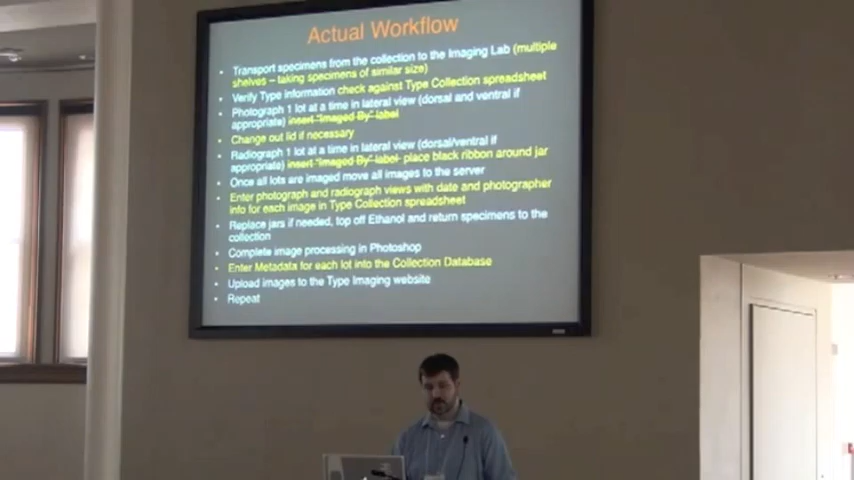 Actual Workflow
• Transport specimens from the collection to the Imaging Lab (multiple
shelves – taking specimens of similar size)
• Verify Type information check against Type Collection spreadsheet
• Photograph 1 lot at a time in lateral view (dorsal and ventral if
appropriate) insert "Imaged By" label
• Change out lid if necessary
• Radiograph 1 lot at a time in lateral view (dorsal/ventral if
appropriate) insert "Imaged By" label- place black ribbon around jar
• Once all lots are imaged move all images to the server
• Enter photograph and radiograph views with date and photographer
info for each image in Type Collection spreadsheet
• Replace jars if needed, top off Ethanol and return specimens to the
collection
• Complete image processing in Photoshop
• Enter Metadata for each lot into the Collection Database
• Upload images to the Type Imaging website
• Repeat